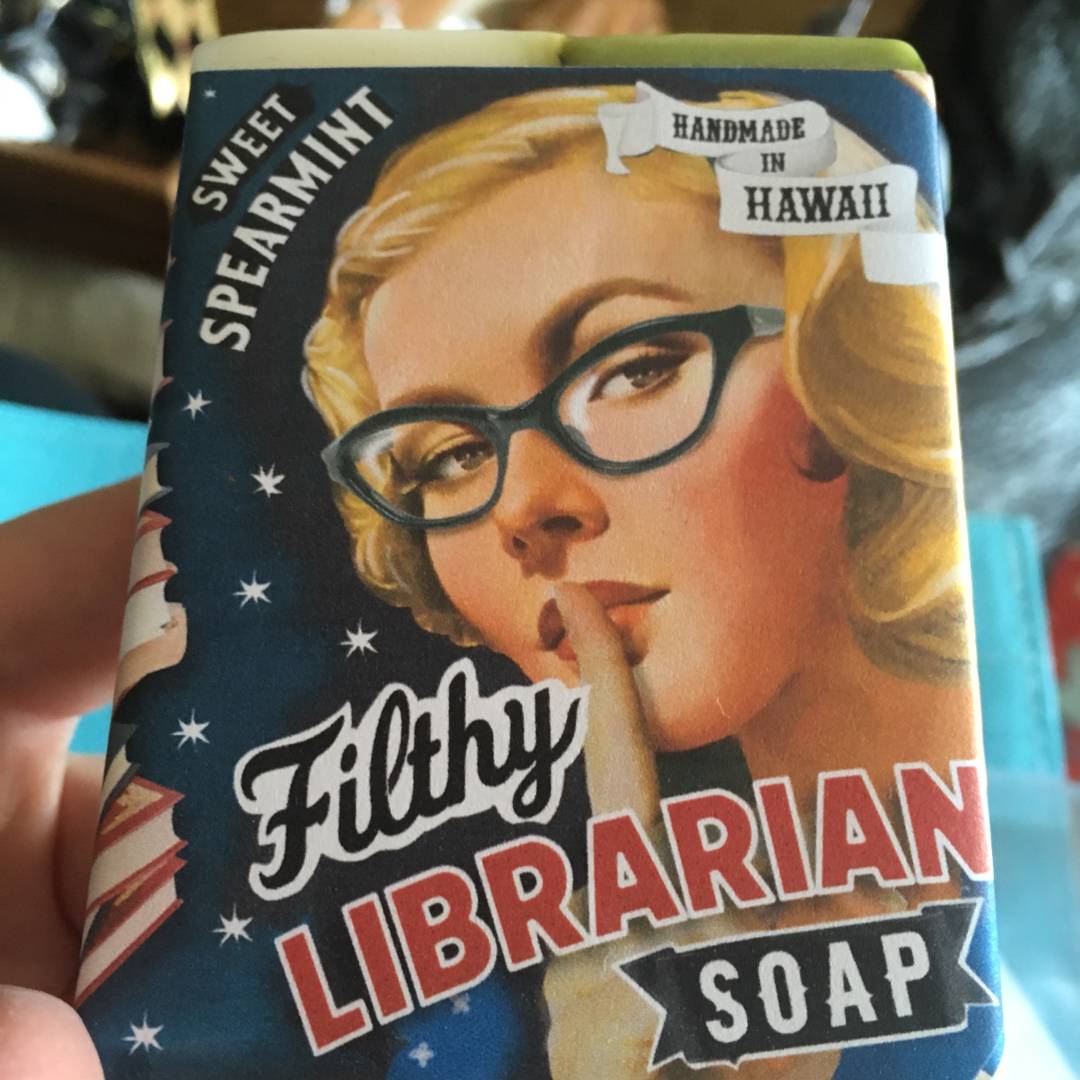 SWEET
SPEARMINT
HANDMADE
IN
HAWAII
Filthy
LIBRARIAN
SOAP